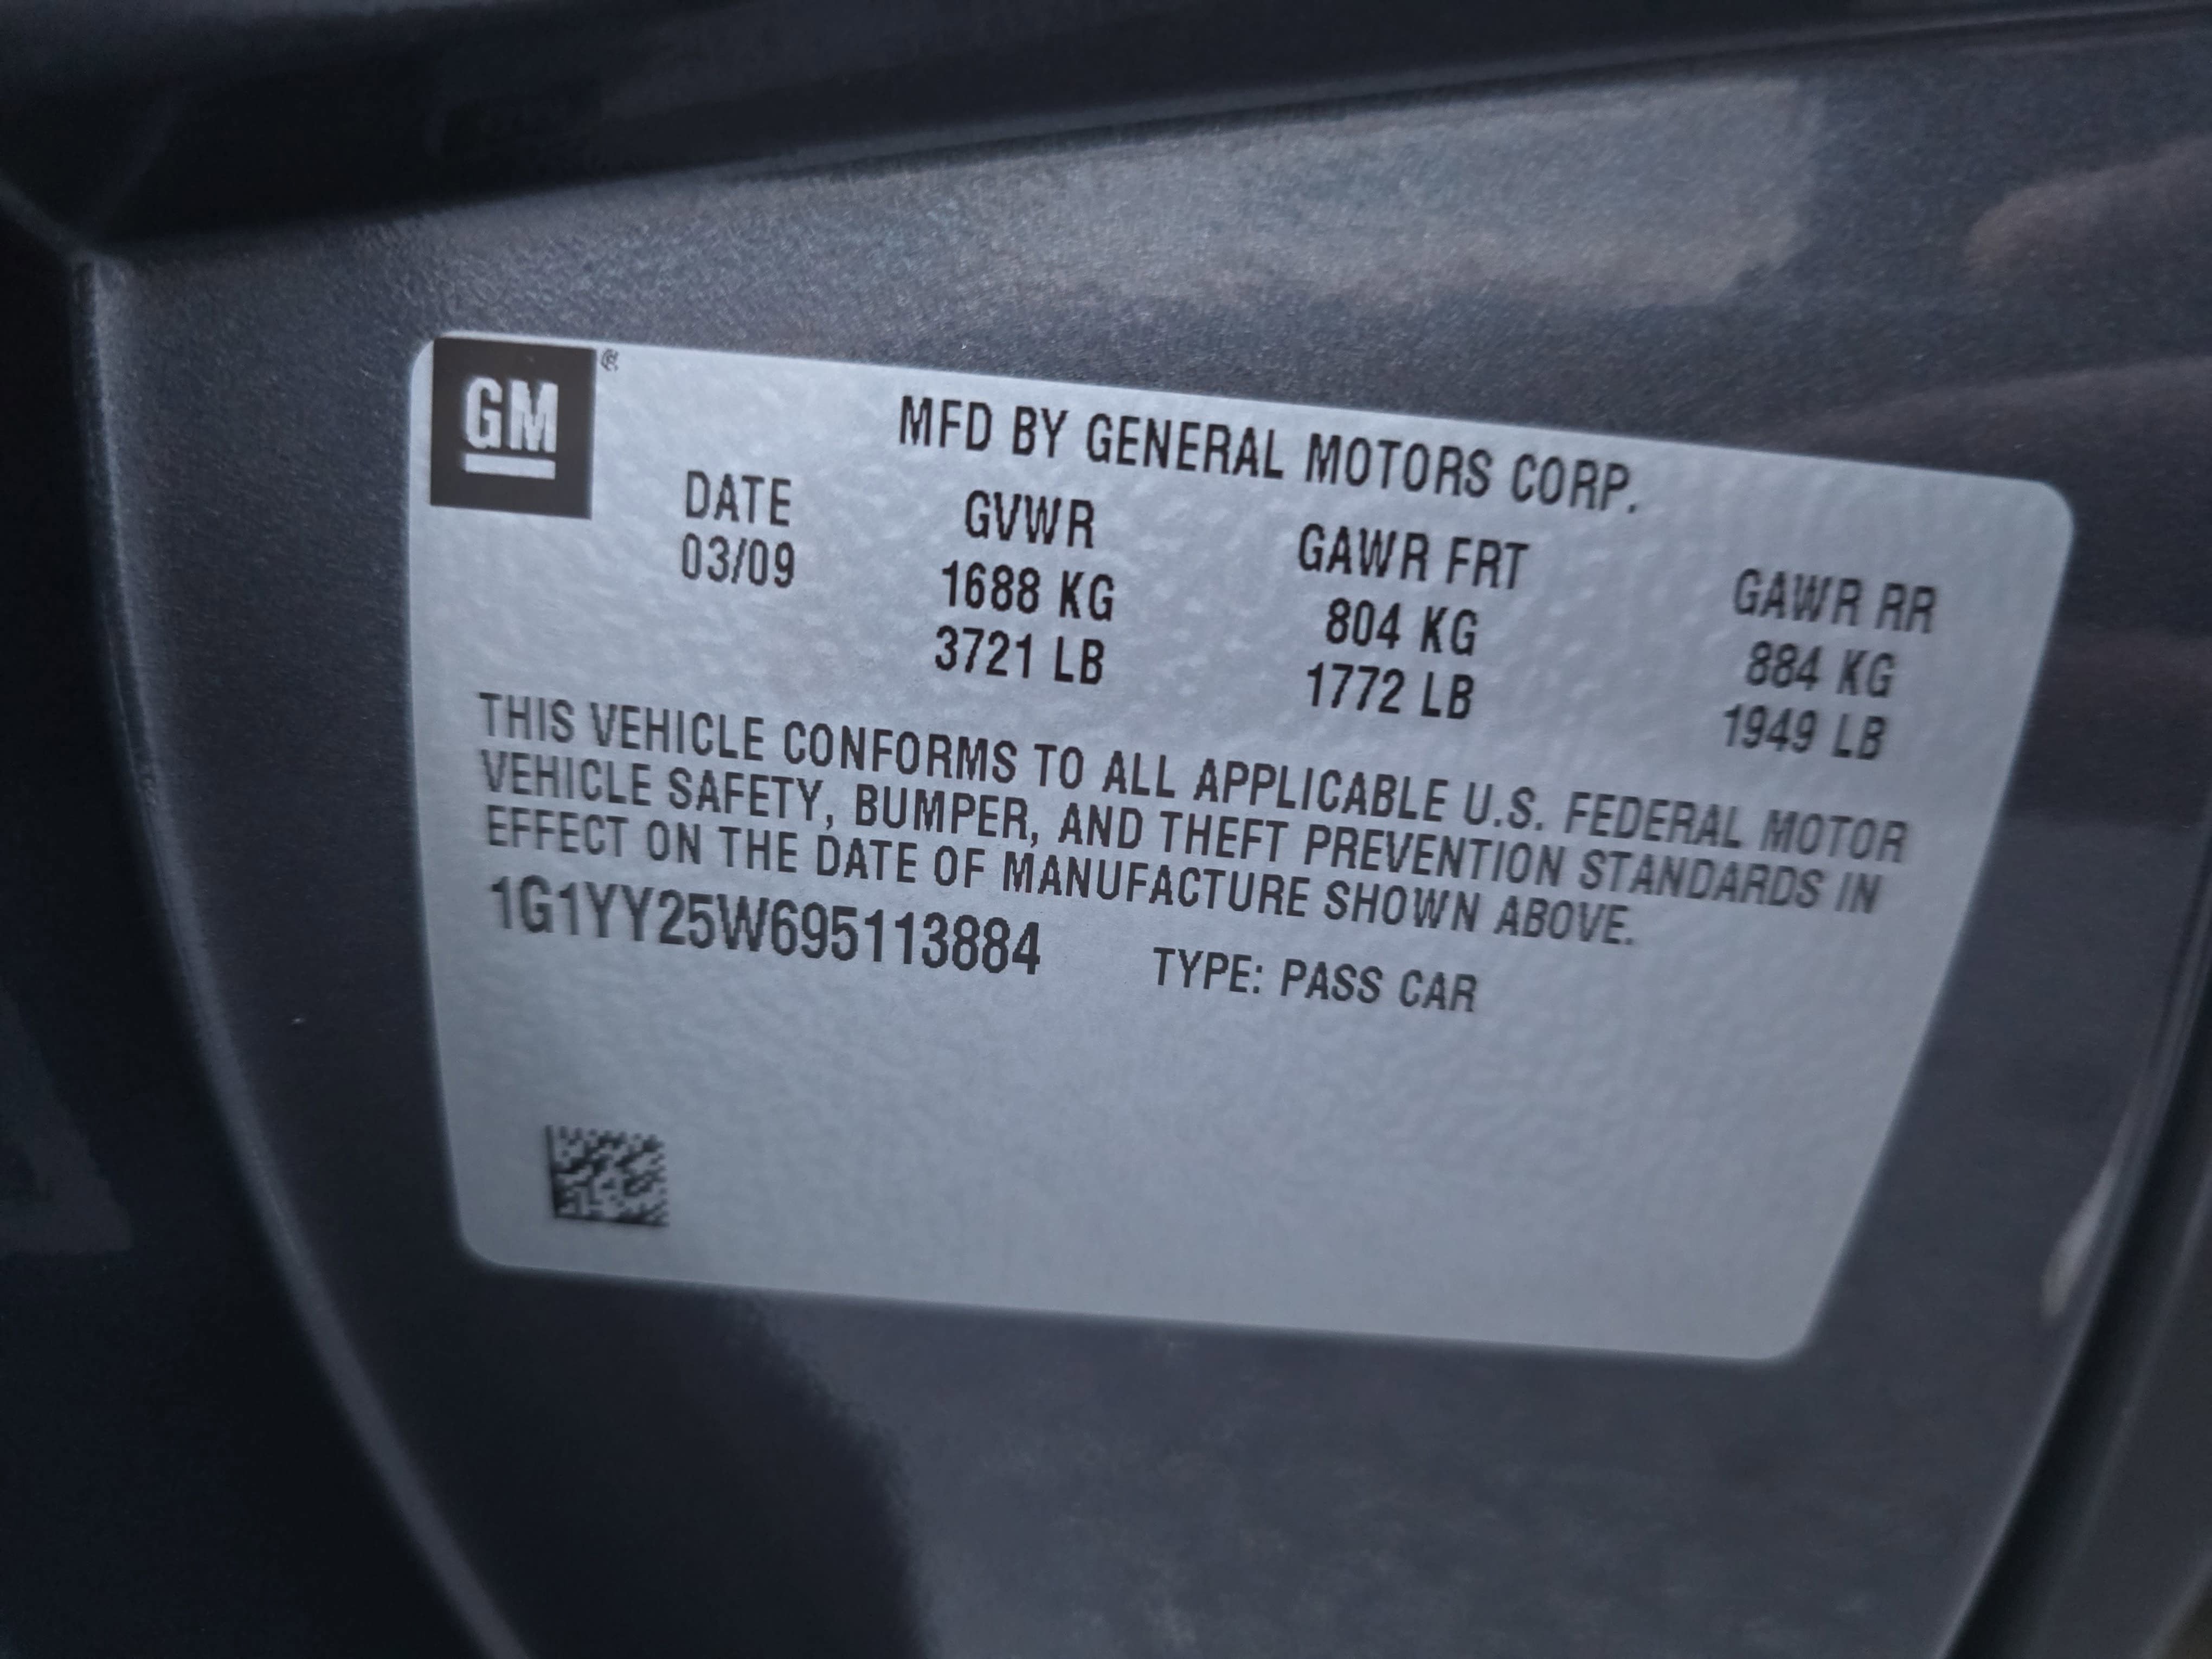 GM ®
MFD BY GENERAL MOTORS CORP.
DATE GVWR GAWR FRT GAWR RR
03/09 1688 KG 804 KG 884 KG
3721 LB 1772 LB 1949 LB
THIS VEHICLE CONFORMS TO ALL APPLICABLE U.S. FEDERAL MOTOR
VEHICLE SAFETY, BUMPER, AND THEFT PREVENTION STANDARDS IN
EFFECT ON THE DATE OF MANUFACTURE SHOWN ABOVE.
1G1YY25W695113884 TYPE: PASS CAR